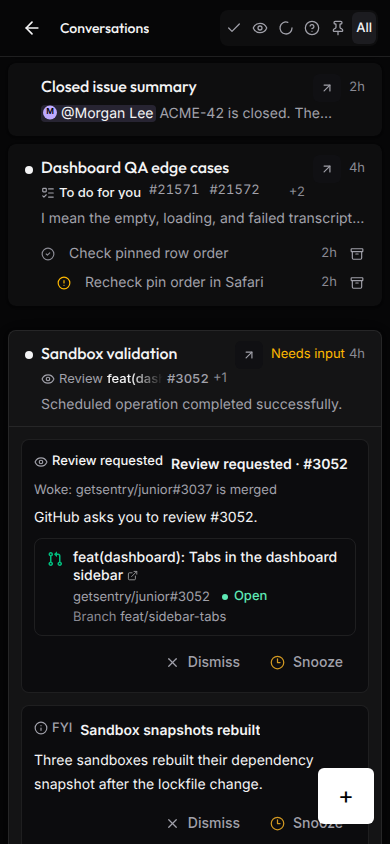 Conversations
All
Closed issue summary
2h
M @Morgan Lee ACME-42 is closed. The...
Dashboard QA edge cases
4h
To do for you #21571 #21572 +2
I mean the empty, loading, and failed transcript...
Check pinned row order 2h
Recheck pin order in Safari 2h
Sandbox validation
Needs input 4h
Review feat(das #3052 +1
Scheduled operation completed successfully.
Review requested Review requested · #3052
Woke: getsentry/junior#3037 is merged
GitHub asks you to review #3052.
feat(dashboard): Tabs in the dashboard
sidebar
getsentry/junior#3052 Open
Branch feat/sidebar-tabs
Dismiss Snooze
FYI Sandbox snapshots rebuilt
Three sandboxes rebuilt their dependency
snapshot after the lockfile change.
+
Dismiss Snooze